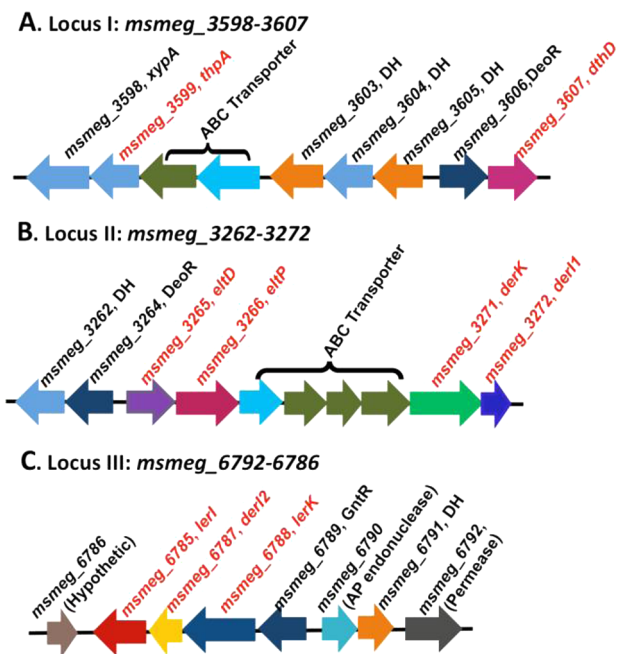 A. Locus I: msmeg_3598-3607
msmeg_3598, xypA
msmeg_3599, thpA
ABC Transporter
msmeg_3603, DH
msmeg_3604, DH
msmeg_3605, DH
msmeg_3606,DeoR
msmeg_3607, dthD
B. Locus II: msmeg_3262-3272
msmeg_3262, DH
msmeg_3264, DeoR
msmeg_3265, eltD
msmeg_3266, eltP
ABC Transporter
msmeg_3271, derK
msmeg_3272, derI1
C. Locus III: msmeg_6792-6786
msmeg_6786
(Hypothetic)
msmeg_6785, lerI
msmeg_6787, derI2
msmeg_6788, lerK
msmeg_6789, GntR
msmeg_6790
(AP endonuclease)
msmeg_6791, DH
msmeg_6792,
(Permease)